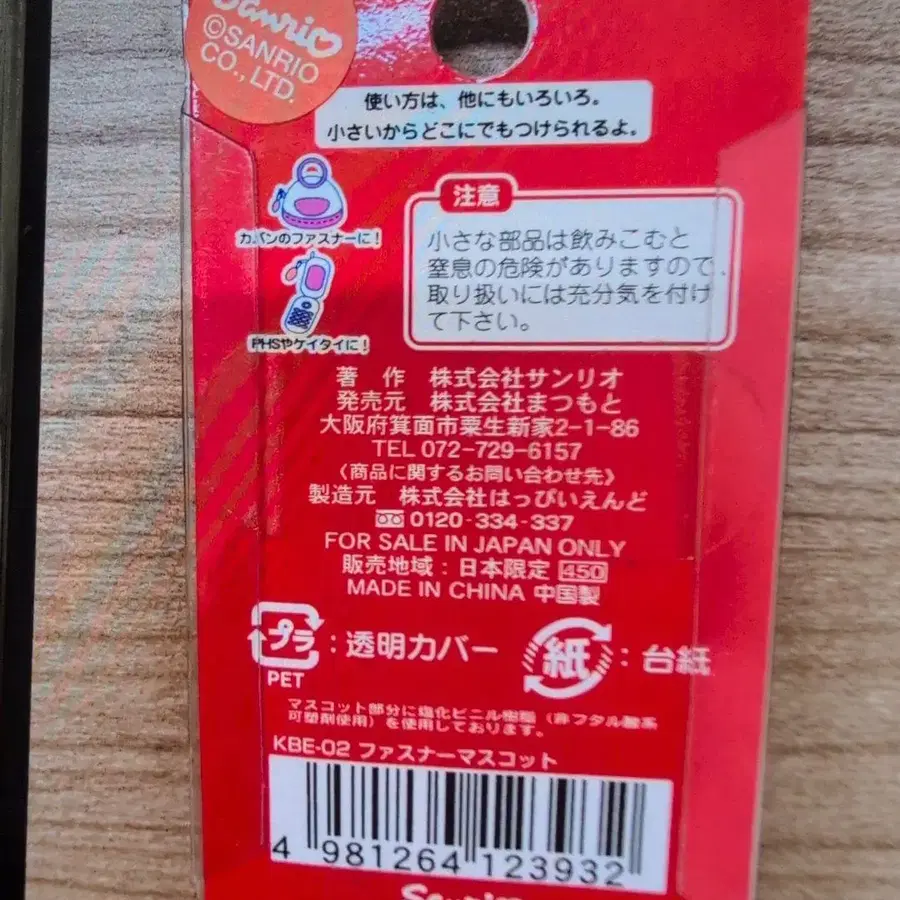 Sanrio
©SANRIO
CO., LTD.
使い方は、他にもいろいろ。
小さいからどこにでもつけられるよ。
カバンのファスナーに!
PHSやケイタイに!
注意
小さな部品は飲みこむと
窒息の危険がありますので、
取り扱いには充分気を付け
て下さい。
著 作 株式会社サンリオ
発売元 株式会社まつもと
大阪府箕面市粟生新家2-1-86
TEL 072-729-6157
〈商品に関するお問い合わせ先〉
製造元 株式会社はっぴいえんど
0120-334-337
FOR SALE IN JAPAN ONLY
販売地域:日本限定 450
MADE IN CHINA 中国製
プラ:透明カバー
PET
紙:台紙
マスコット部分に塩化ビニル樹脂(非フタル酸系
可塑剤使用)を使用しております。
KBE-02 ファスナーマスコット
4 981264 123932
Sanrio